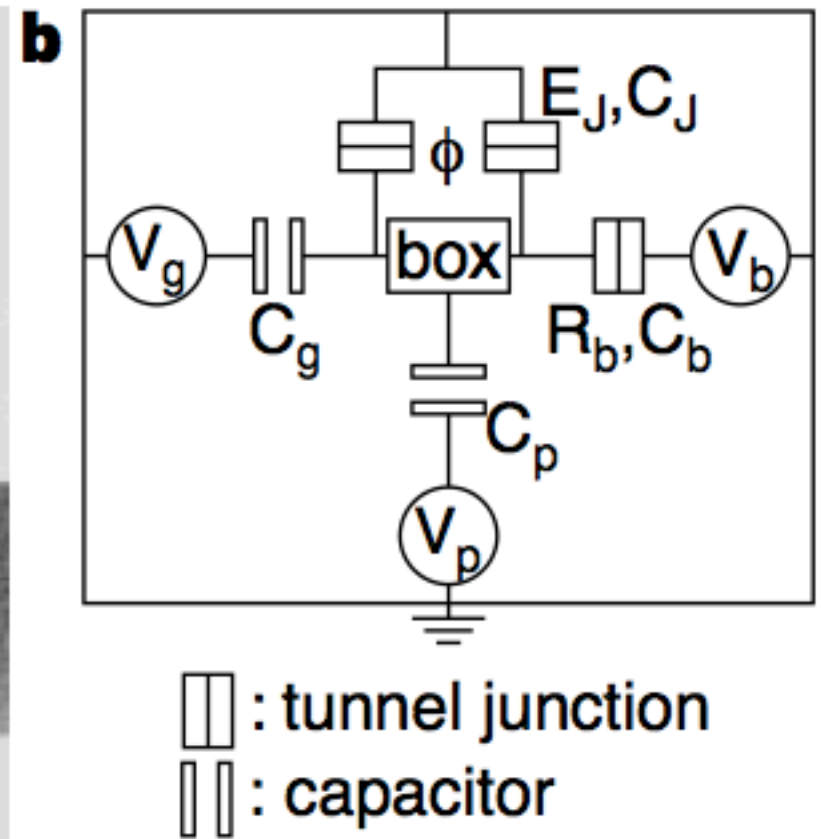 b
E_J,C_J
ϕ
V_g
box
V_b
C_g
R_b,C_b
C_p
V_p
: tunnel junction
: capacitor